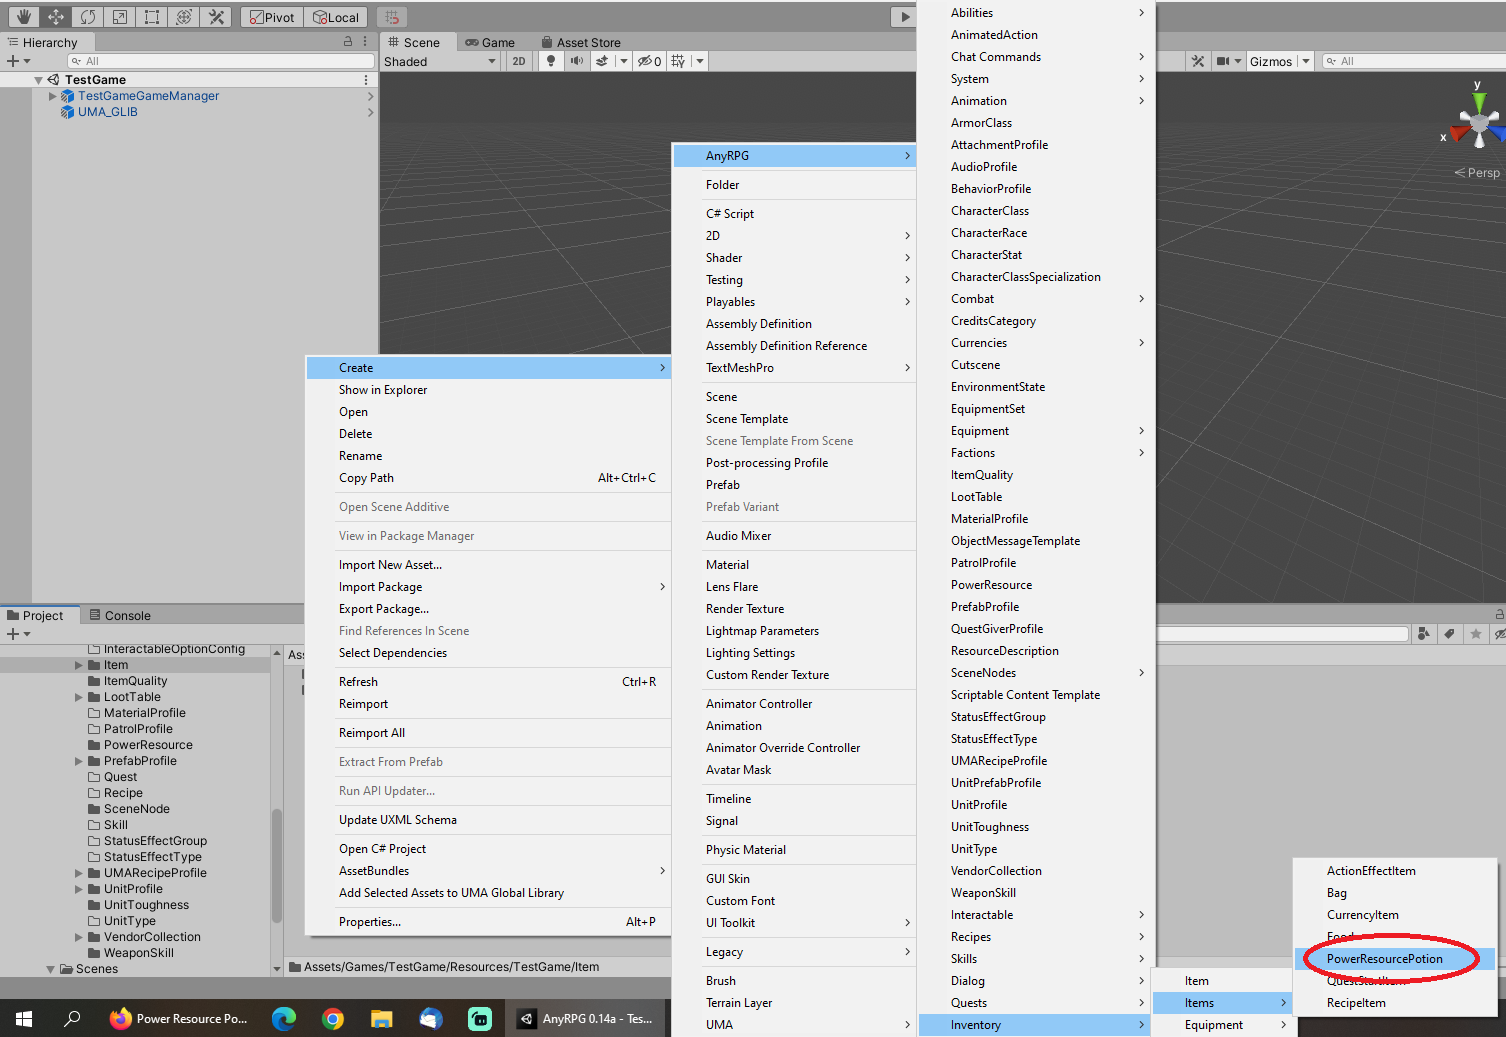 Pivot
Local
Hierarchy
All
TestGame
TestGameGameManager
UMA_GLIB
Scene
Game
Asset Store
Shaded
2D
0
Gizmos
All
y
x
Persp
Create
Show in Explorer
Open
Delete
Rename
Copy Path Alt+Ctrl+C
Open Scene Additive
View in Package Manager
Import New Asset...
Import Package
Export Package...
Find References In Scene
Select Dependencies
Refresh Ctrl+R
Reimport
Reimport All
Extract From Prefab
Run API Updater...
Update UXML Schema
Open C# Project
AssetBundles
Add Selected Assets to UMA Global Library
Properties... Alt+P
AnyRPG
Folder
C# Script
2D
Shader
Testing
Playables
Assembly Definition
Assembly Definition Reference
TextMeshPro
Scene
Scene Template
Scene Template From Scene
Post-processing Profile
Prefab
Prefab Variant
Audio Mixer
Material
Lens Flare
Render Texture
Lightmap Parameters
Lighting Settings
Custom Render Texture
Animator Controller
Animation
Animator Override Controller
Avatar Mask
Timeline
Signal
Physic Material
GUI Skin
Custom Font
UI Toolkit
Legacy
Brush
Terrain Layer
UMA
Abilities
AnimatedAction
Chat Commands
System
Animation
ArmorClass
AttachmentProfile
AudioProfile
BehaviorProfile
CharacterClass
CharacterRace
CharacterStat
CharacterClassSpecialization
Combat
CreditsCategory
Currencies
Cutscene
EnvironmentState
EquipmentSet
Equipment
Factions
ItemQuality
LootTable
MaterialProfile
ObjectMessageTemplate
PatrolProfile
PowerResource
PrefabProfile
QuestGiverProfile
ResourceDescription
SceneNodes
Scriptable Content Template
StatusEffectGroup
StatusEffectType
UMARecipeProfile
UnitPrefabProfile
UnitProfile
UnitToughness
UnitType
VendorCollection
WeaponSkill
Interactable
Recipes
Skills
Dialog
Quests
Inventory
Item
Items
Equipment
ActionEffectItem
Bag
CurrencyItem
Food
PowerResourcePotion
QuestStartItem
RecipeItem
Project
Console
InteractableOptionConfig
Item
ItemQuality
LootTable
MaterialProfile
PatrolProfile
PowerResource
PrefabProfile
Quest
Recipe
SceneNode
Skill
StatusEffectGroup
StatusEffectType
UMARecipeProfile
UnitProfile
UnitToughness
UnitType
VendorCollection
WeaponSkill
Scenes
Ass
Assets/Games/TestGame/Resources/TestGame/Item
Power Resource Po...
AnyRPG 0.14a - Tes...